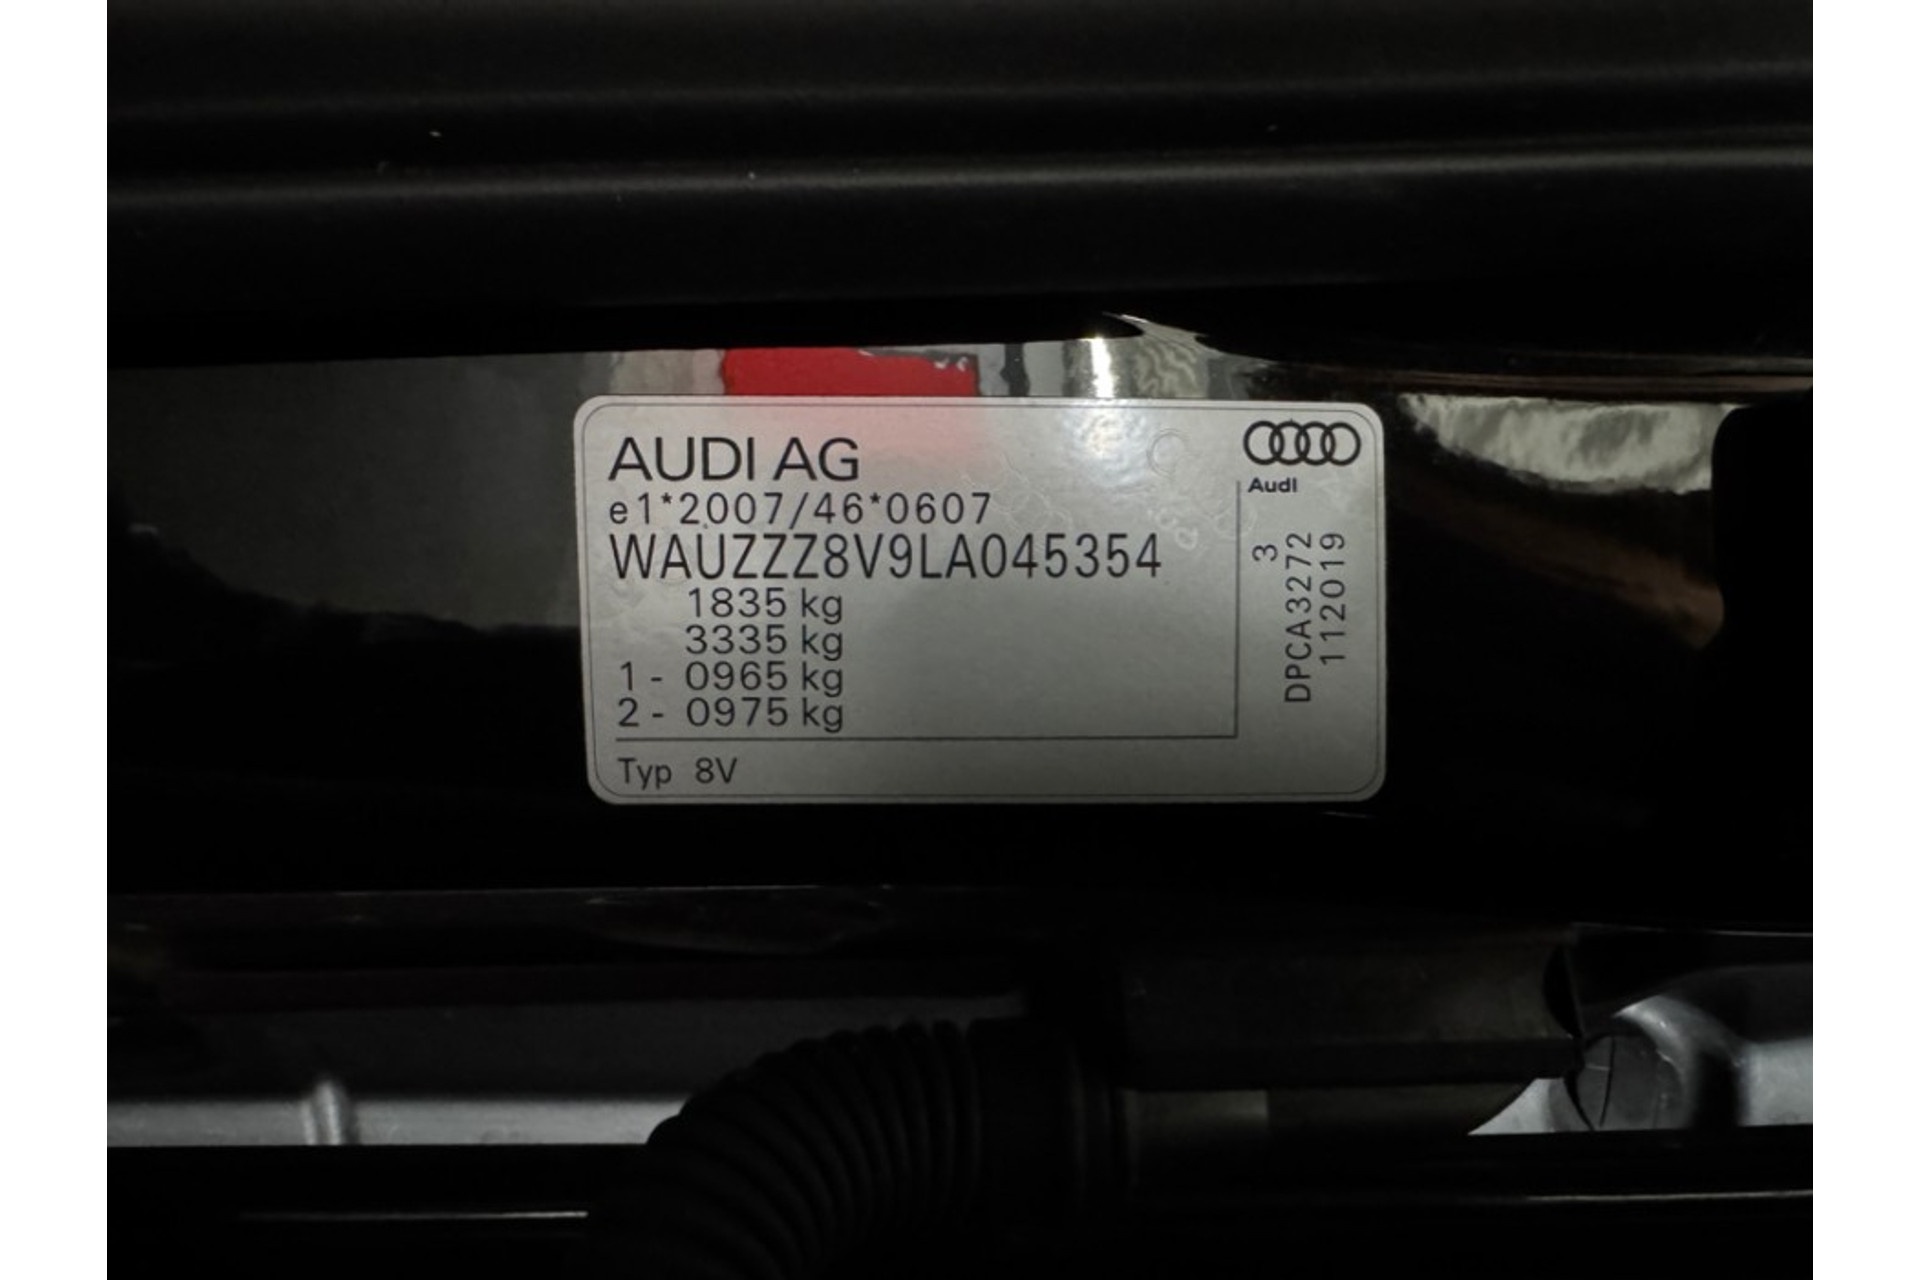 AUDI AG
e1*2007/46*0607
WAUZZZ8V9LA045354
1835 kg
3335 kg
1 - 0965 kg
2 - 0975 kg
Typ 8V
Audi
3
DPCA3272
112019